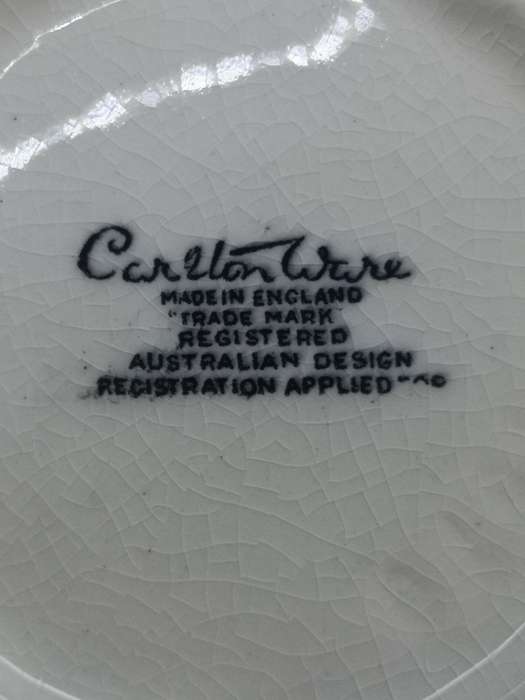 Carlton Ware
MADE IN ENGLAND
"TRADE MARK
REGISTERED
AUSTRALIAN DESIGN
REGISTRATION APPLIED